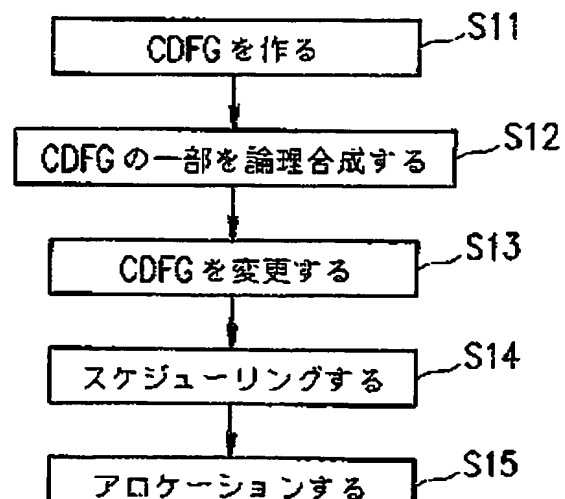 CDFG を作る
S11
CDFG の一部を論理合成する
S12
CDFG を変更する
S13
スケジューリングする
S14
アロケーションする
S15